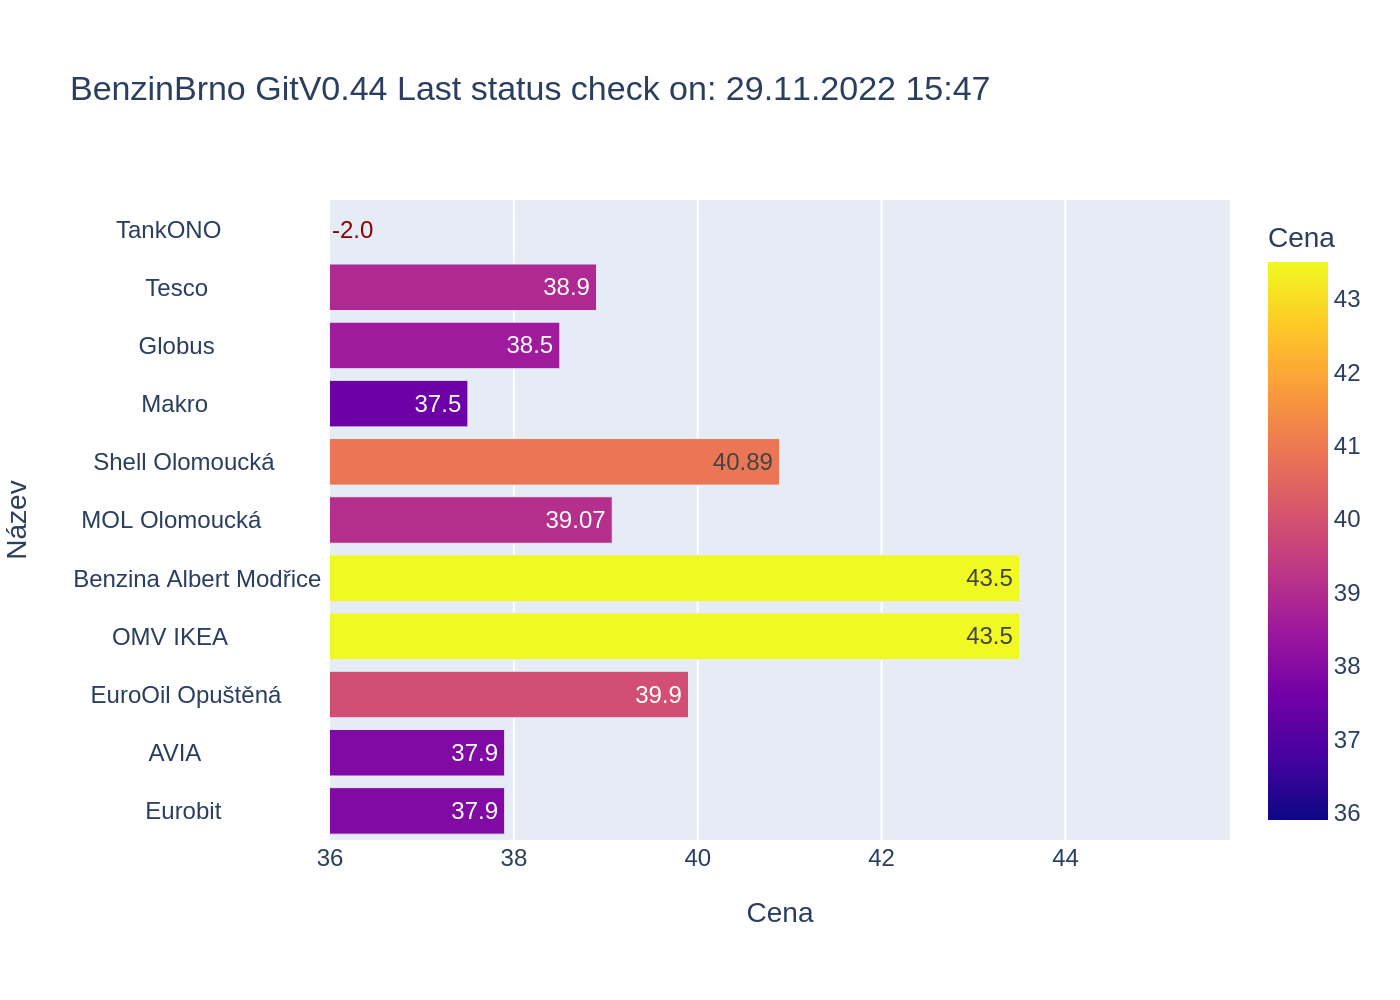 BenzinBrno GitV0.44 Last status check on: 29.11.2022 15:47
TankONO
-2.0
Tesco
38.9
Globus
38.5
Makro
37.5
Shell Olomoucká
40.89
MOL Olomoucká
39.07
Benzina Albert Modřice
43.5
OMV IKEA
43.5
EuroOil Opuštěná
39.9
AVIA
37.9
Eurobit
37.9
Název
36
38
40
42
44
Cena
Cena
43
42
41
40
39
38
37
36